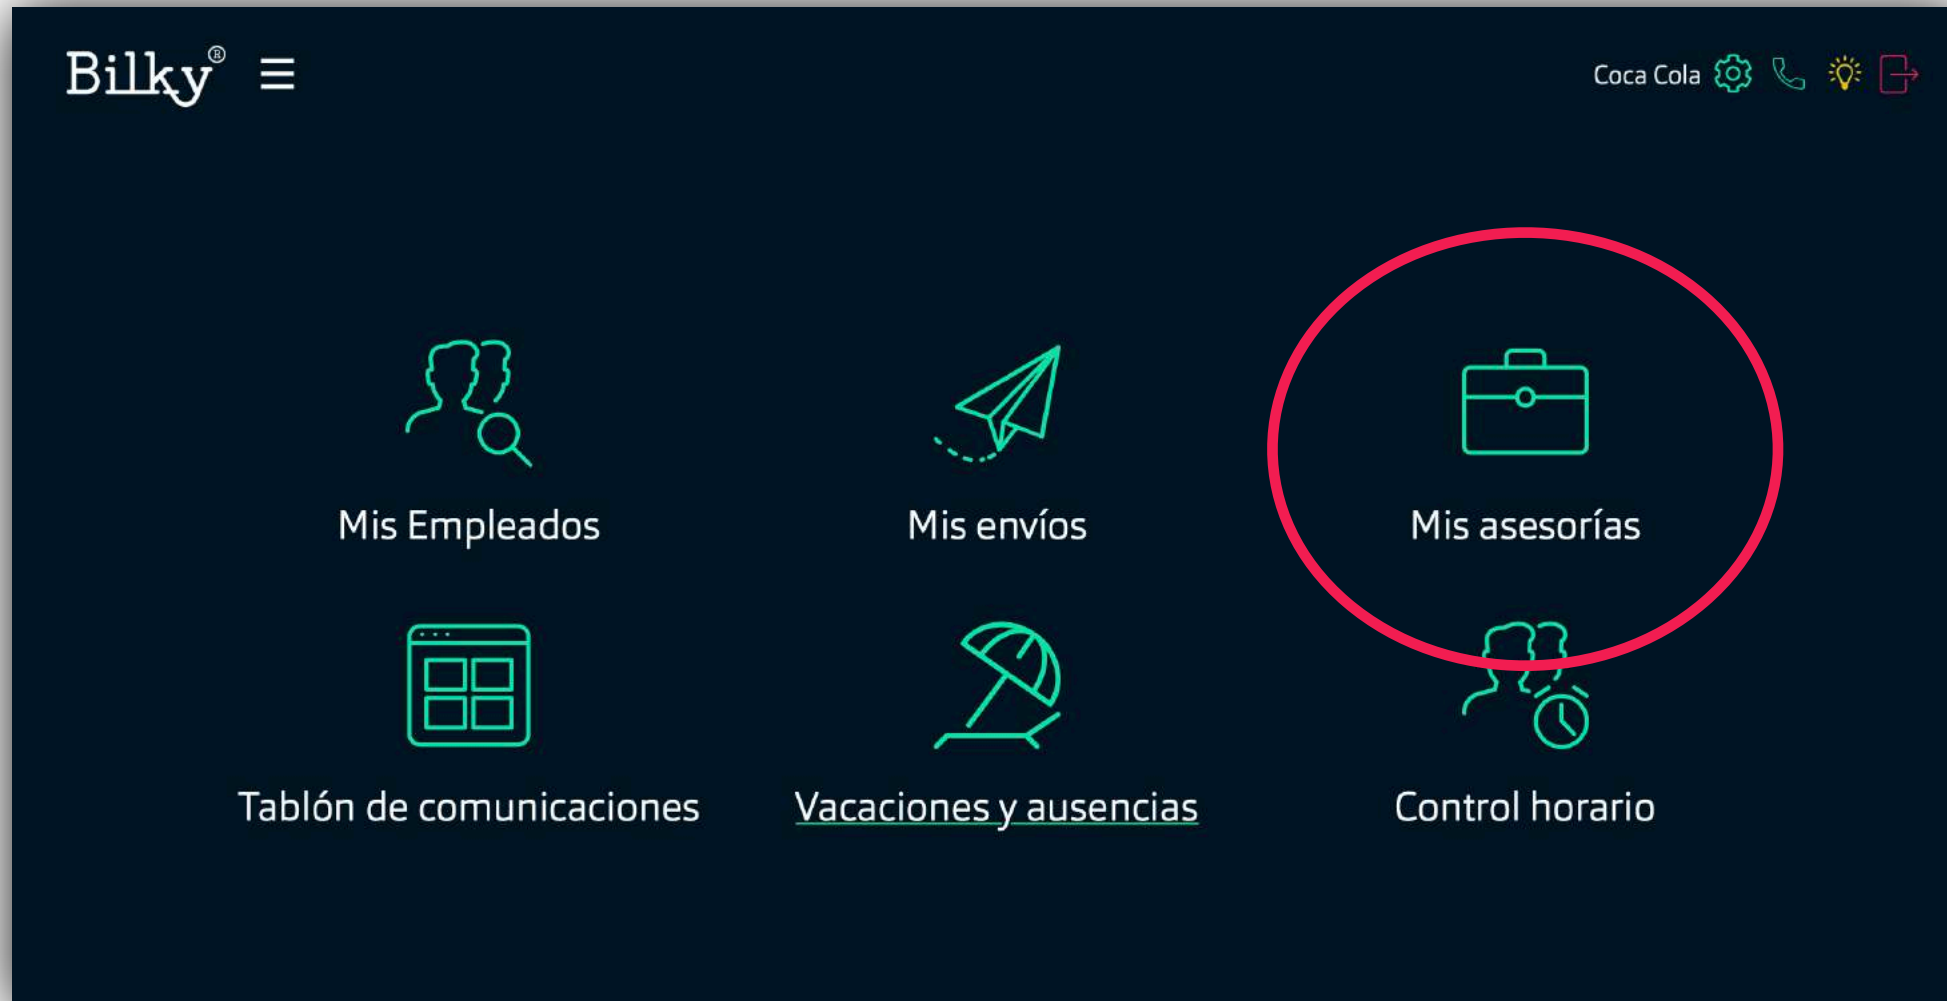 Bilky®
Coca Cola
Mis Empleados
Mis envíos
Mis asesorías
Tablón de comunicaciones
Vacaciones y ausencias
Control horario